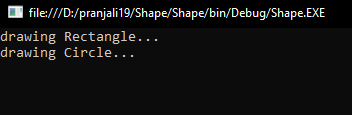 file:///D:/pranjali19/Shape/Shape/bin/Debug/Shape.EXE
drawing Rectangle...
drawing Circle...